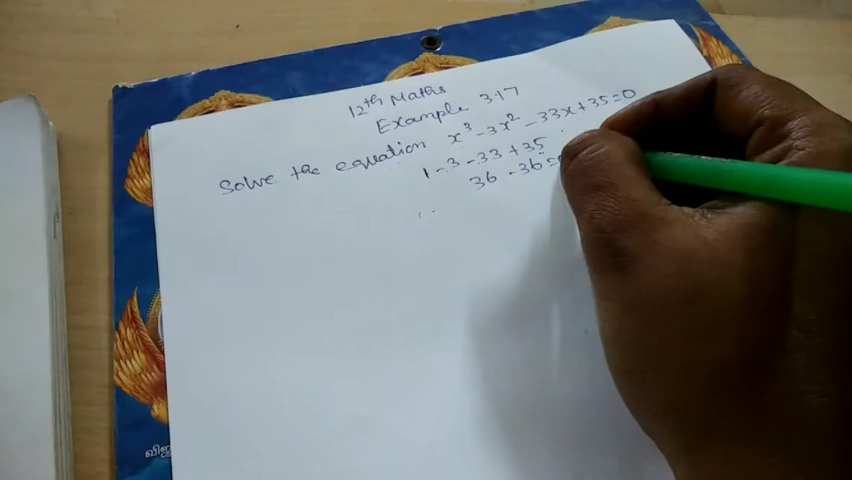 12th Maths
Example 3.17
Solve the equation x³ - 3x² - 33x + 35 = 0
1 - 3 - 33 + 35
36 - 36 =